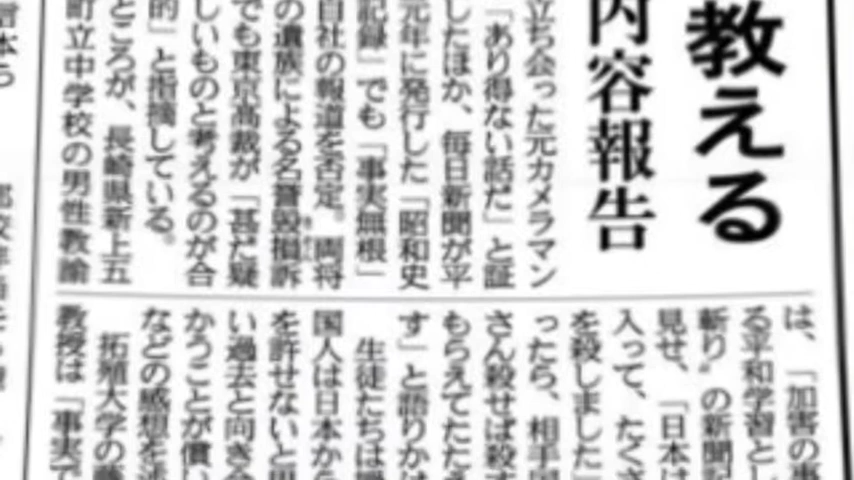 教える
内容報告
立ち会った元カメラマン
「あり得ない話だ」と証
したほか、毎日新聞が平
元年に発行した「昭和史
記録」でも「事実無根」
自社の報道を否定。両将
の遺族による名誉毀損訴
でも東京高裁が「甚だ疑
しいものと考えるのが合
的」と指摘している。
ところが、長崎県新上五
町立中学校の男性教諭
は、「加害の事
る平和学習とし
斬り〟の新聞記
見せ、「日本は
入って、たくさ
を殺しました」
ったら、相手国
さん殺せば殺す
もらえてたたえ
す」と語りかけ
生徒たちは
国人は日本から
を許せないと思
い過去と向き合
かうことが償い
などの感想を
拓殖大学の藤
教授は「事実で